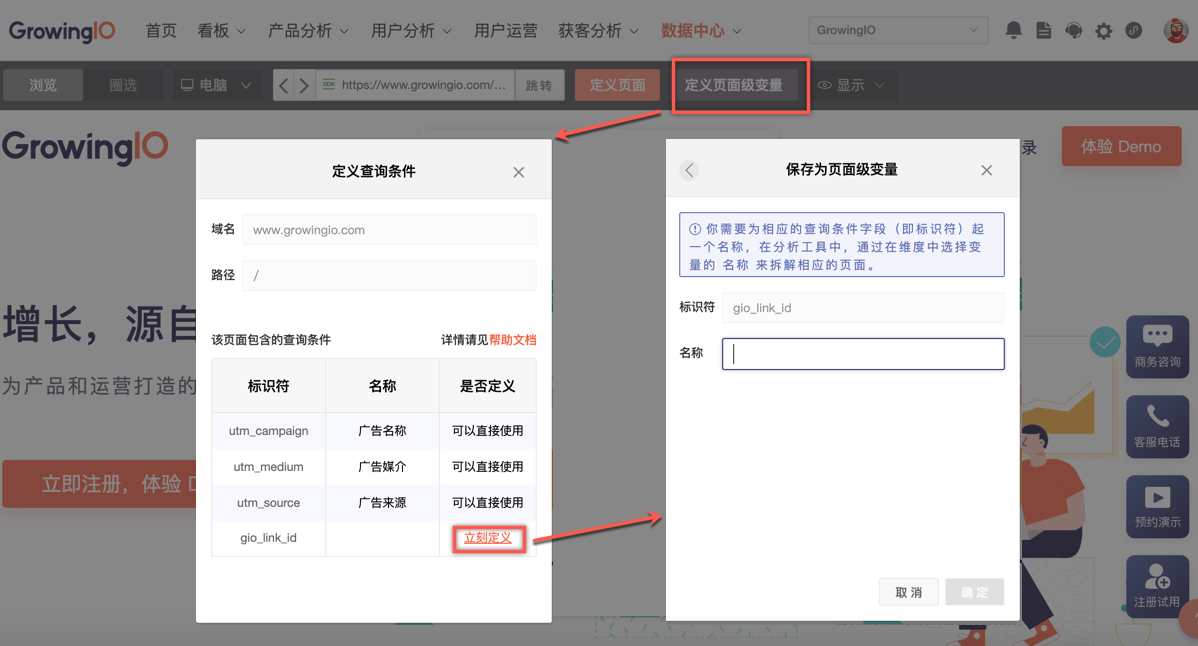 GrowingIO 首页 看板 产品分析 用户分析 用户运营 获客分析 数据中心 GrowingIO
浏览 圈选 电脑 SDK https://www.growingio.com/... 跳转 定义页面 定义页面级变量 显示
GrowingIO
录 体验 Demo
增长，源自
为产品和运营打造的
立即注册，体验 D
定义查询条件
域名 www.growingio.com
路径 /
该页面包含的查询条件 详情请见帮助文档
标识符 名称 是否定义
utm_campaign 广告名称 可以直接使用
utm_medium 广告媒介 可以直接使用
utm_source 广告来源 可以直接使用
gio_link_id 立刻定义
保存为页面级变量
你需要为相应的查询条件字段（即标识符）起
一个名称，在分析工具中，通过在维度中选择变
量的 名称 来拆解相应的页面。
标识符 gio_link_id
名称
取消 确定
商务咨询
客服电话
预约演示
注册试用